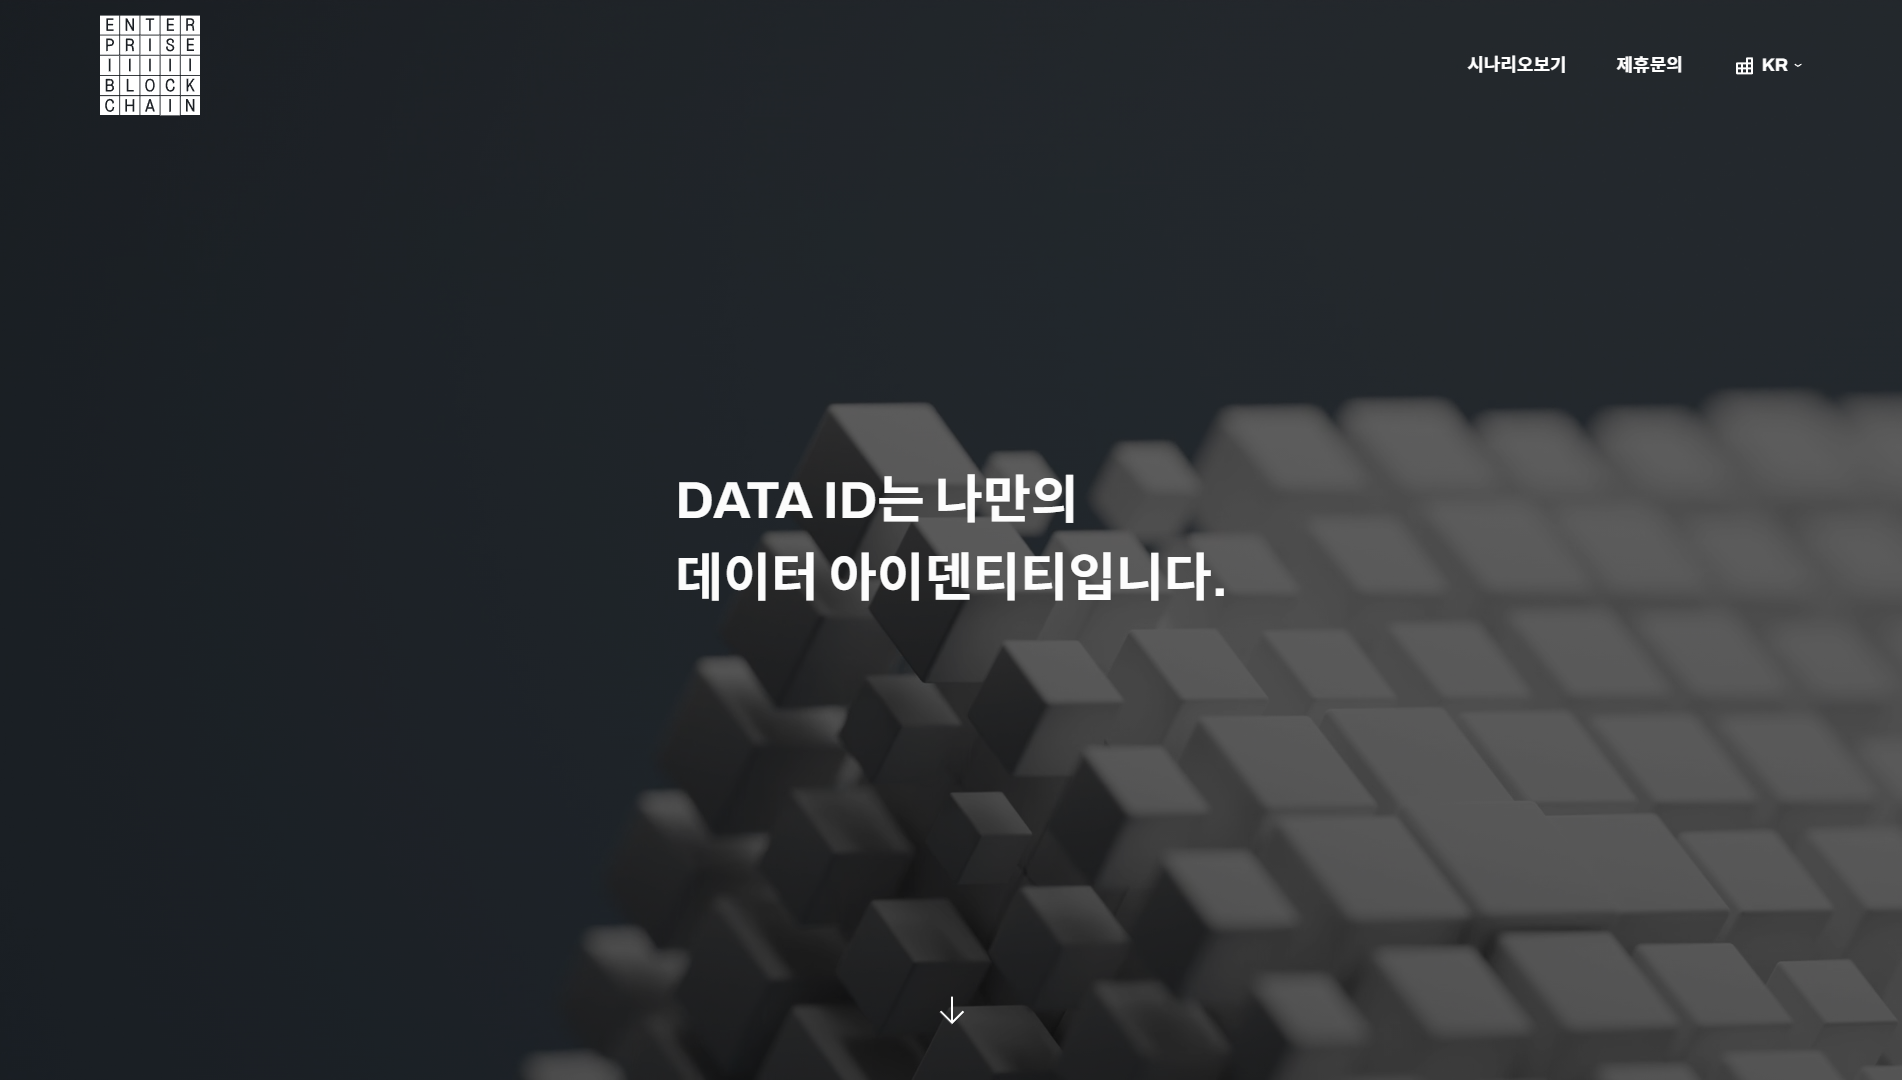 ENTER
PRISE
IIIII
BLOCK
CHAIN
시나리오보기
제휴문의
KR
DATA ID는 나만의
데이터 아이덴티티입니다.